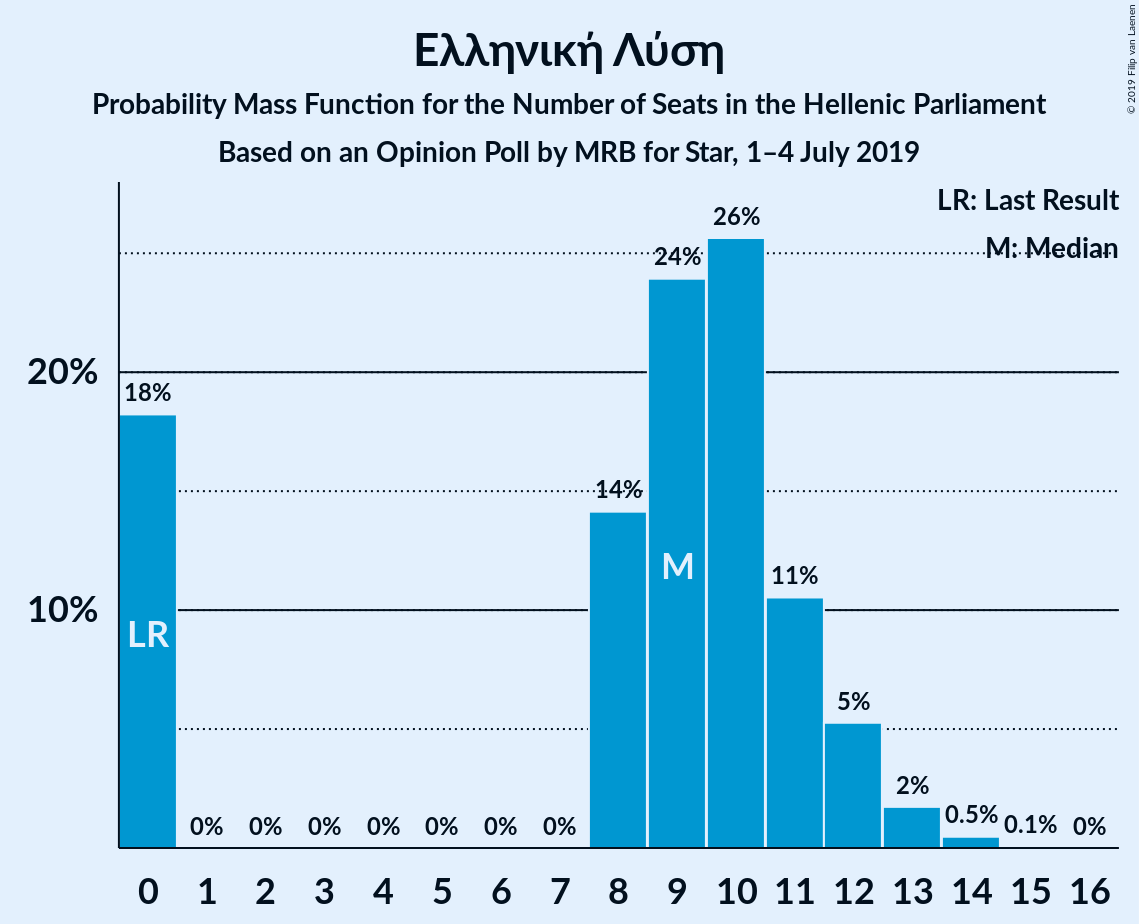 Ελληνική Λύση
Probability Mass Function for the Number of Seats in the Hellenic Parliament
Based on an Opinion Poll by MRB for Star, 1–4 July 2019
© 2019 Filip van Laenen
LR: Last Result
M: Median
26%
24%
20%
18%
14%
M
11%
10%
LR
5%
2%
0% 0% 0% 0% 0% 0% 0% 0.5% 0.1% 0%
0 1 2 3 4 5 6 7 8 9 10 11 12 13 14 15 16